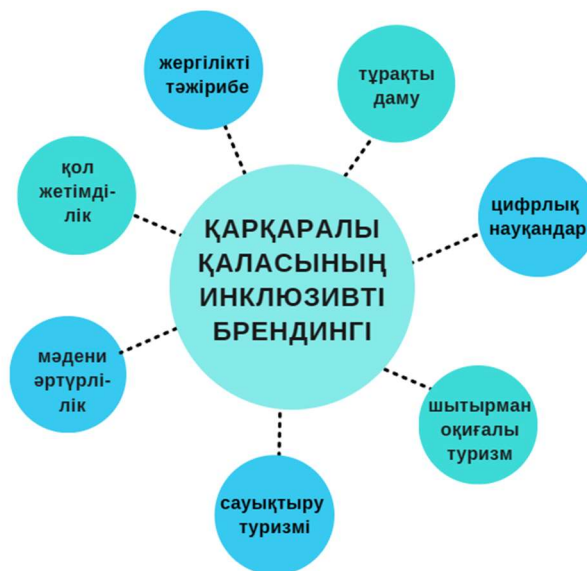 жергілікті
тәжірибе
тұрақты
даму
қол
жетімді-
лік
цифрлық
науқандар
ҚАРҚАРАЛЫ
ҚАЛАСЫНЫҢ
ИНКЛЮЗИВТІ
БРЕНДИНГІ
мәдени
әртүрлі-
лік
шытырман
оқиғалы
туризм
сауықтыру
туризмі